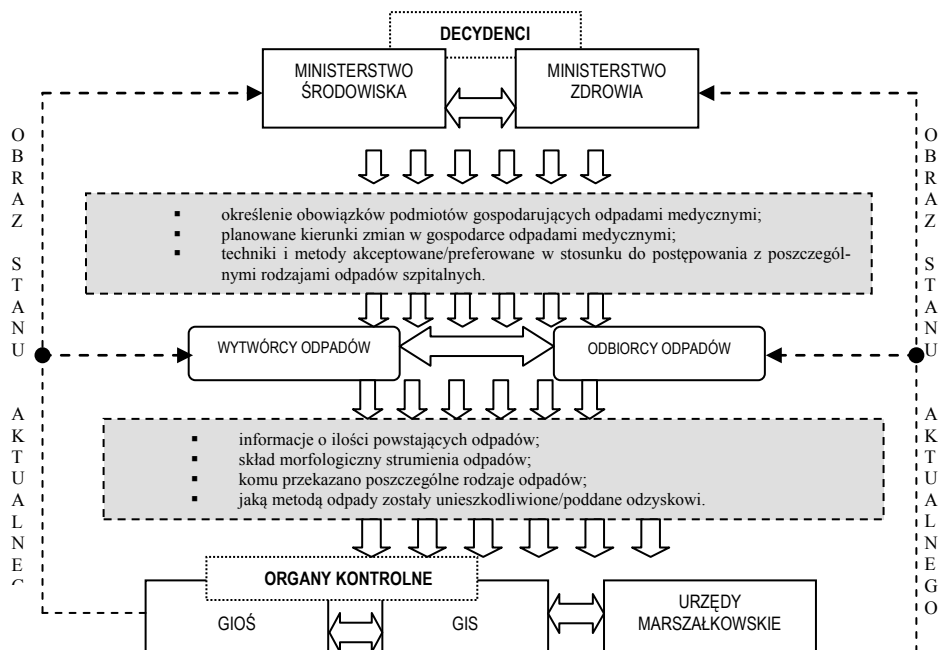 DECYDENCI
MINISTERSTWO
ŚRODOWISKA
MINISTERSTWO
ZDROWIA
OBRAZ STANU AKTUALNEG
OBRAZ STANU AKTUALNEGO
▪ określenie obowiązków podmiotów gospodarujących odpadami medycznymi;
▪ planowane kierunki zmian w gospodarce odpadami medycznymi;
▪ techniki i metody akceptowane/preferowane w stosunku do postępowania z poszczegól-
nymi rodzajami odpadów szpitalnych.
WYTWÓRCY ODPADÓW
ODBIORCY ODPADÓW
▪ informacje o ilości powstających odpadów;
▪ skład morfologiczny strumienia odpadów;
▪ komu przekazano poszczególne rodzaje odpadów;
▪ jaką metodą odpady zostały unieszkodliwione/poddane odzyskowi.
ORGANY KONTROLNE
GIOŚ
GIS
URZĘDY
MARSZAŁKOWSKIE